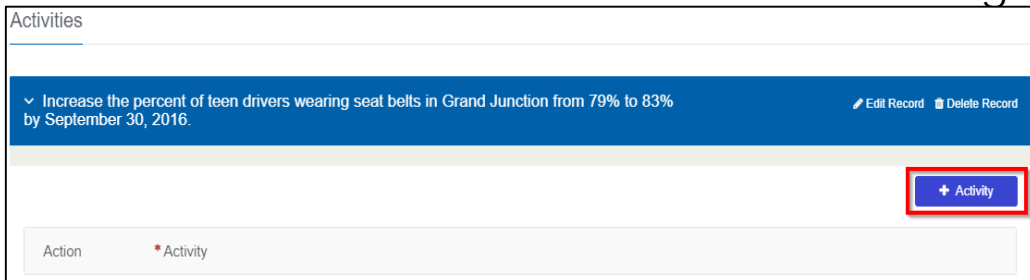 Activities
Increase the percent of teen drivers wearing seat belts in Grand Junction from 79% to 83%
by September 30, 2016.
Edit Record Delete Record
+ Activity
Action * Activity